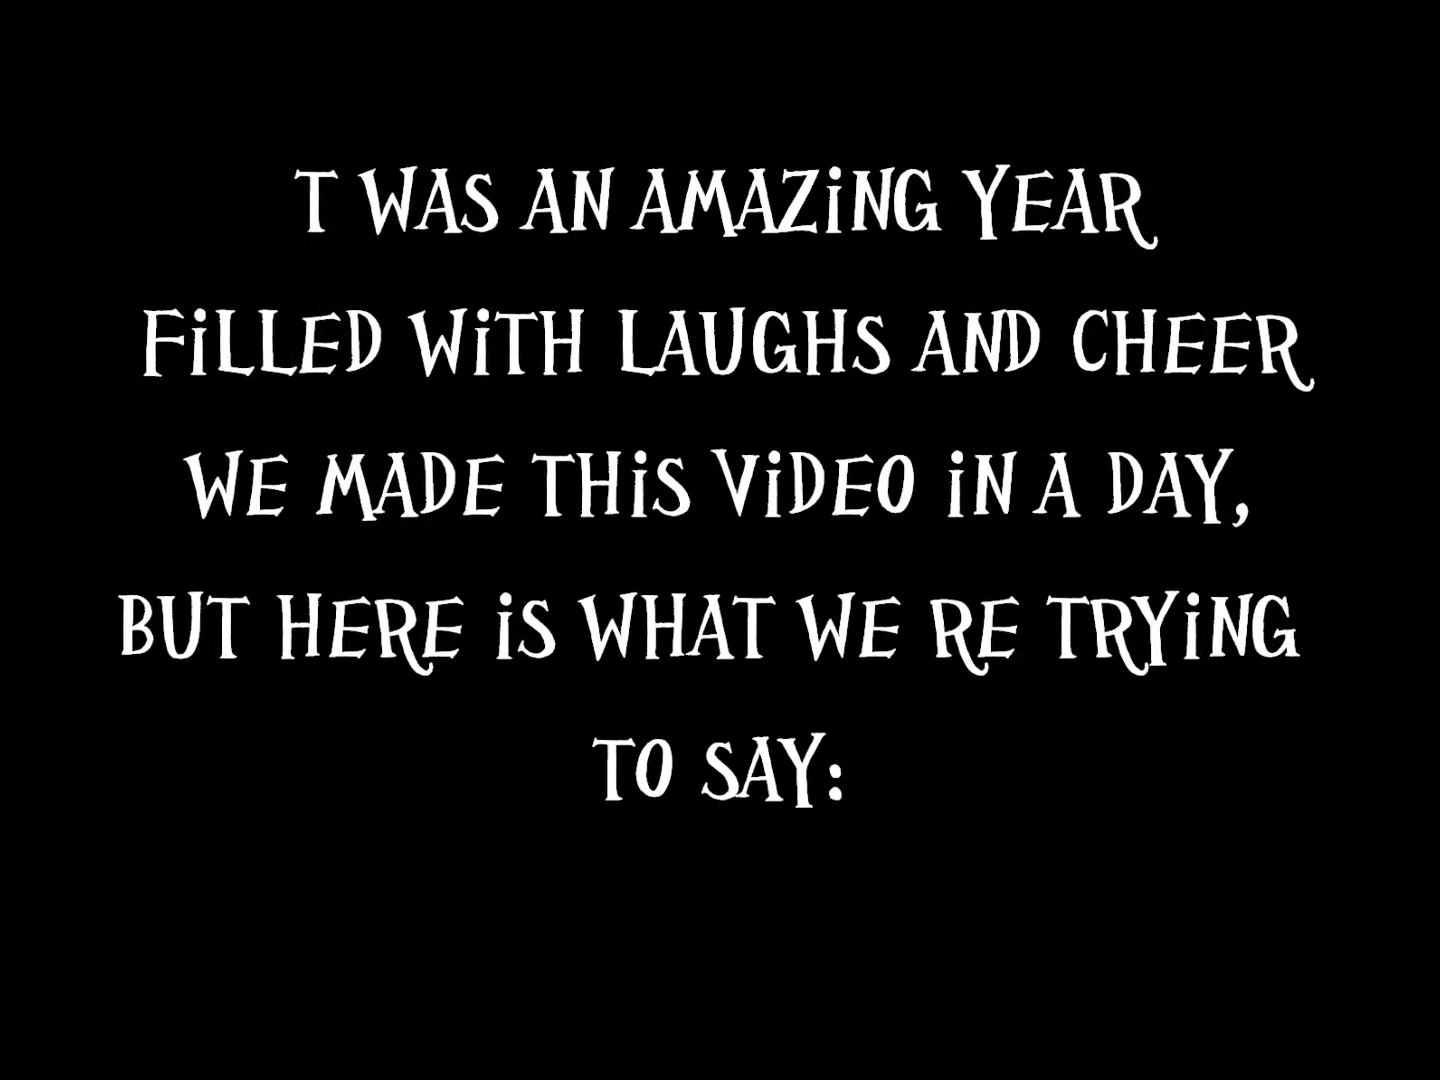 T WAS AN AMAZiNG YEAR
FiLLED WiTH LAUGHS AND CHEER
WE MADE THiS ViDEO iN A DAY,
BUT HERE iS WHAT WE RE TRYiNG
TO SAY: